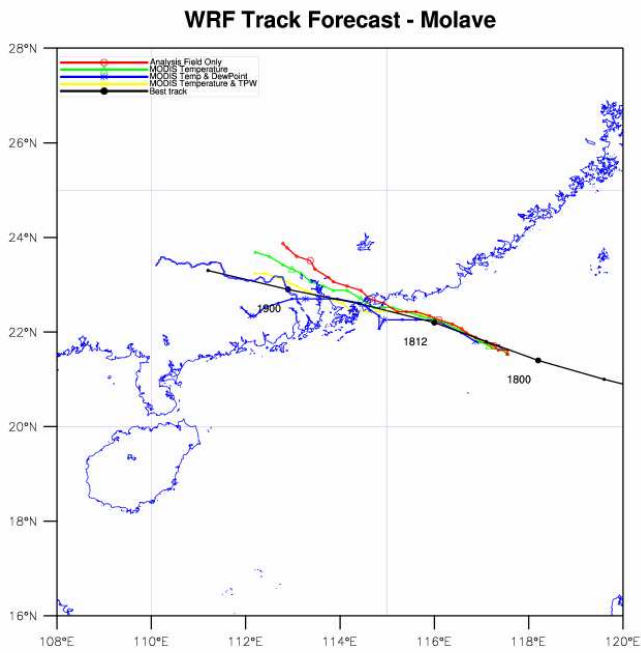 WRF Track Forecast - Molave
28°N
Analysis Field Only
MODIS Temperature
MODIS Temp & DewPoint
MODIS Temperature & TPW
Best track
26°N
24°N
22°N
1900
1812
1800
20°N
18°N
16°N
108°E 110°E 112°E 114°E 116°E 118°E 120°E